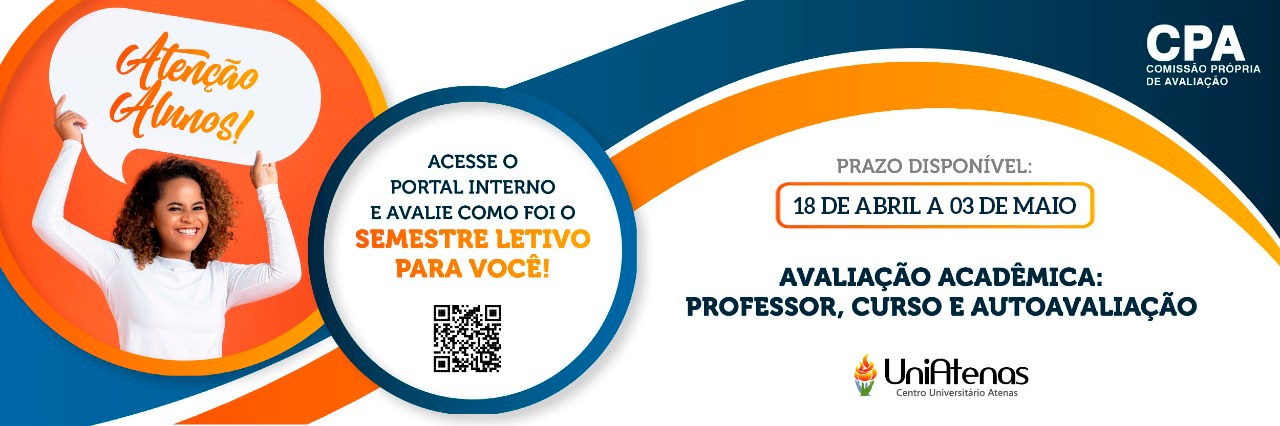 Atenção
Alunos!
ACESSE O
PORTAL INTERNO
E AVALIE COMO FOI O
SEMESTRE LETIVO
PARA VOCÊ!
CPA
COMISSÃO PRÓPRIA
DE AVALIAÇÃO
PRAZO DISPONÍVEL:
18 DE ABRIL A 03 DE MAIO
AVALIAÇÃO ACADÊMICA:
PROFESSOR, CURSO E AUTOAVALIAÇÃO
UniAtenas
Centro Universitário Atenas